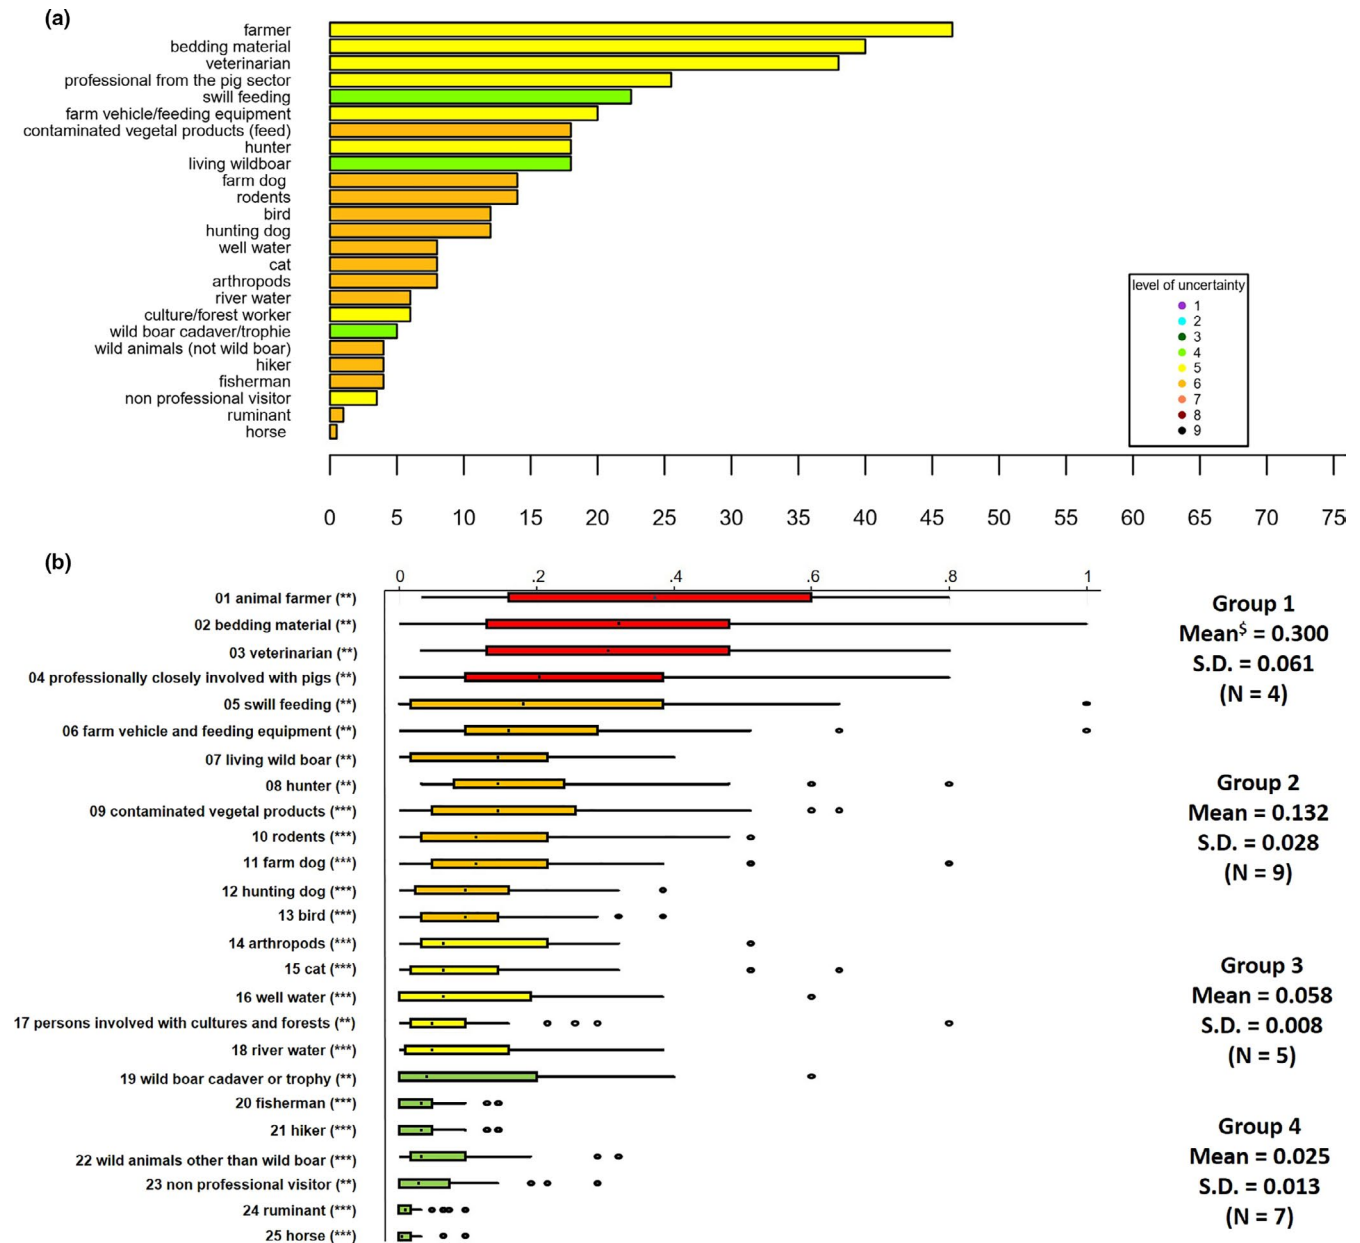 (a)
farmer
bedding material
veterinarian
professional from the pig sector
swill feeding
farm vehicle/feeding equipment
contaminated vegetal products (feed)
hunter
living wildboar
farm dog
rodents
bird
hunting dog
well water
cat
arthropods
river water
culture/forest worker
wild boar cadaver/trophie
wild animals (not wild boar)
hiker
fisherman
non professional visitor
ruminant
horse
level of uncertainty
1
2
3
4
5
6
7
8
9
0 5 10 15 20 25 30 35 40 45 50 55 60 65 70 75
(b)
0 .2 .4 .6 .8 1
01 animal farmer (**)
02 bedding material (**)
03 veterinarian (**)
04 professionally closely involved with pigs (**)
05 swill feeding (**)
06 farm vehicle and feeding equipment (**)
07 living wild boar (**)
08 hunter (**)
09 contaminated vegetal products (***)
10 rodents (***)
11 farm dog (***)
12 hunting dog (***)
13 bird (***)
14 arthropods (***)
15 cat (***)
16 well water (***)
17 persons involved with cultures and forests (**)
18 river water (***)
19 wild boar cadaver or trophy (**)
20 fisherman (***)
21 hiker (***)
22 wild animals other than wild boar (***)
23 non professional visitor (**)
24 ruminant (***)
25 horse (***)
Group 1
Mean$ = 0.300
S.D. = 0.061
(N = 4)
Group 2
Mean = 0.132
S.D. = 0.028
(N = 9)
Group 3
Mean = 0.058
S.D. = 0.008
(N = 5)
Group 4
Mean = 0.025
S.D. = 0.013
(N = 7)